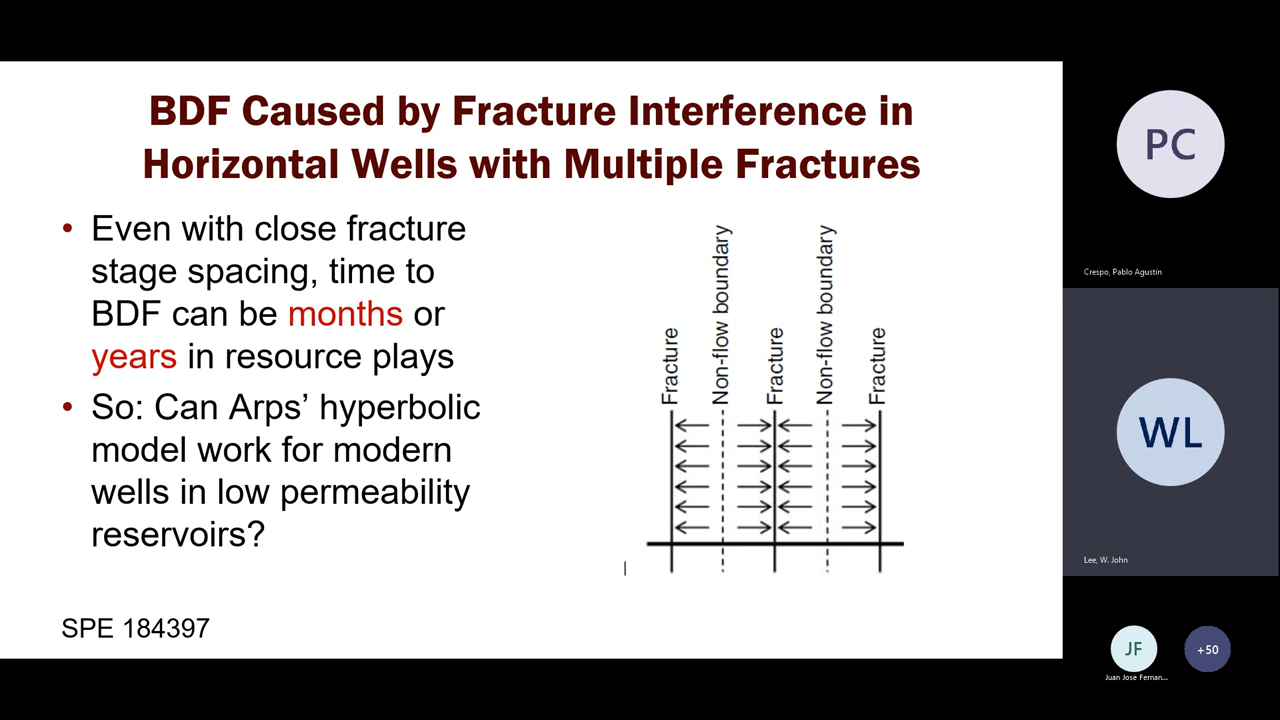 BDF Caused by Fracture Interference in
Horizontal Wells with Multiple Fractures
• Even with close fracture
stage spacing, time to
BDF can be months or
years in resource plays
• So: Can Arps’ hyperbolic
model work for modern
wells in low permeability
reservoirs?
SPE 184397
Fracture
Non-flow boundary
Fracture
Non-flow boundary
Fracture
PC
Crespo, Pablo Agustín
WL
Lee, W. John
JF
Juan Jose Fernan...
+50